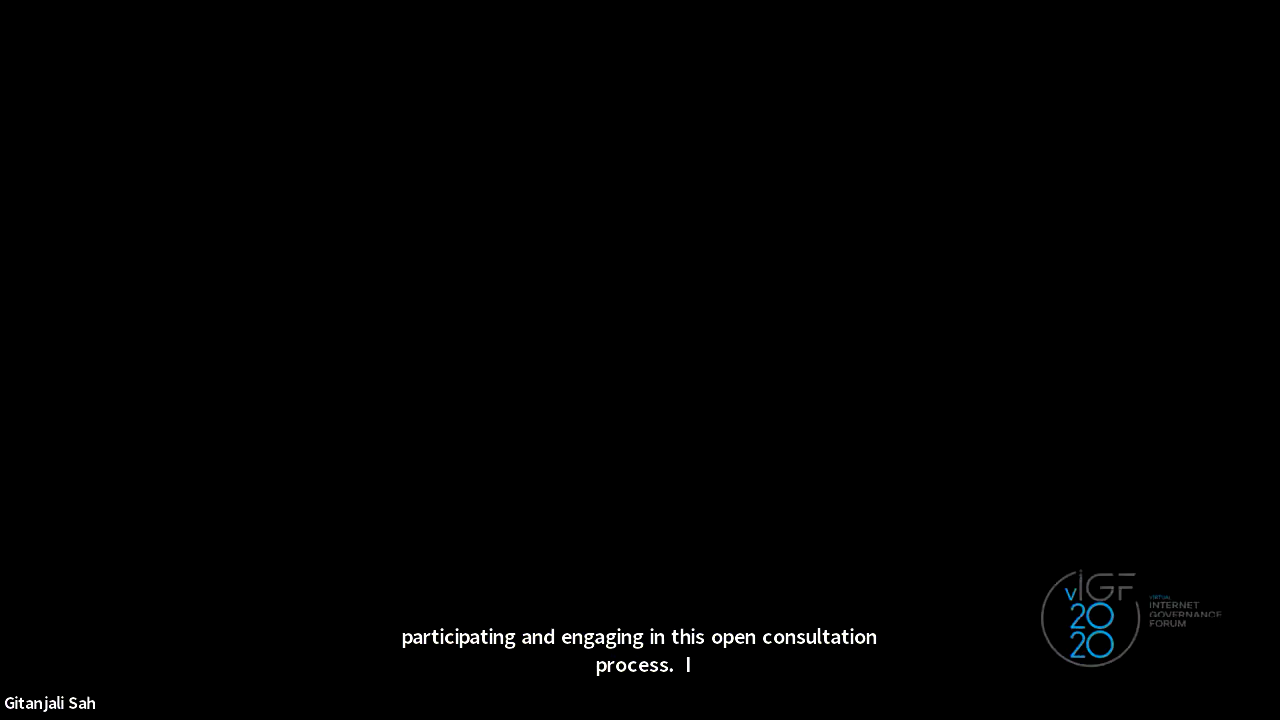 participating and engaging in this open consultation
process. I
vIGF
2020
VIRTUAL
INTERNET
GOVERNANCE
FORUM
Gitanjali Sah